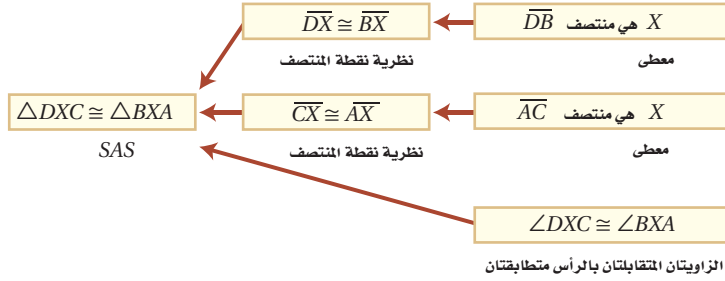 X هي منتصف DB
معطى
DX ≅ BX
نظرية نقطة المنتصف
X هي منتصف AC
معطى
CX ≅ AX
نظرية نقطة المنتصف
△DXC ≅ △BXA
SAS
∠DXC ≅ ∠BXA
الزاويتان المتقابلتان بالرأس متطابقتان